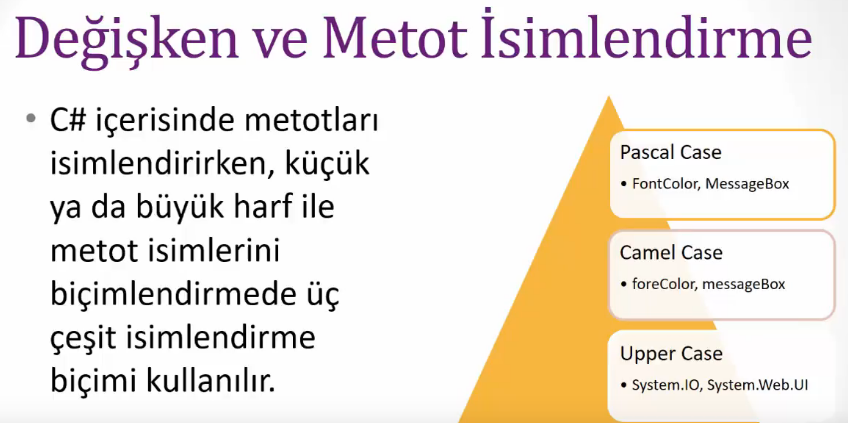 Değişken ve Metot İsimlendirme
• C# içerisinde metotları
isimlendirirken, küçük
ya da büyük harf ile
metot isimlerini
biçimlendirmede üç
çeşit isimlendirme
biçimi kullanılır.
Pascal Case
• FontColor, MessageBox
Camel Case
• foreColor, messageBox
Upper Case
• System.IO, System.Web.UI